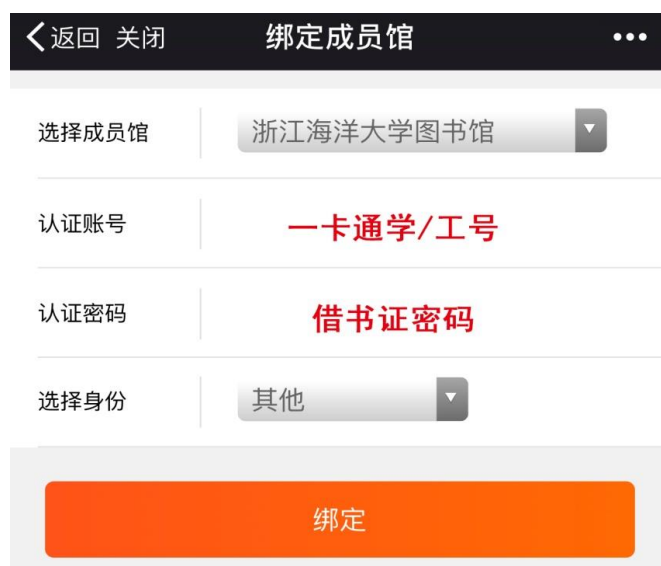 返回 关闭 绑定成员馆
选择成员馆 浙江海洋大学图书馆
认证账号 一卡通学/工号
认证密码 借书证密码
选择身份 其他
绑定